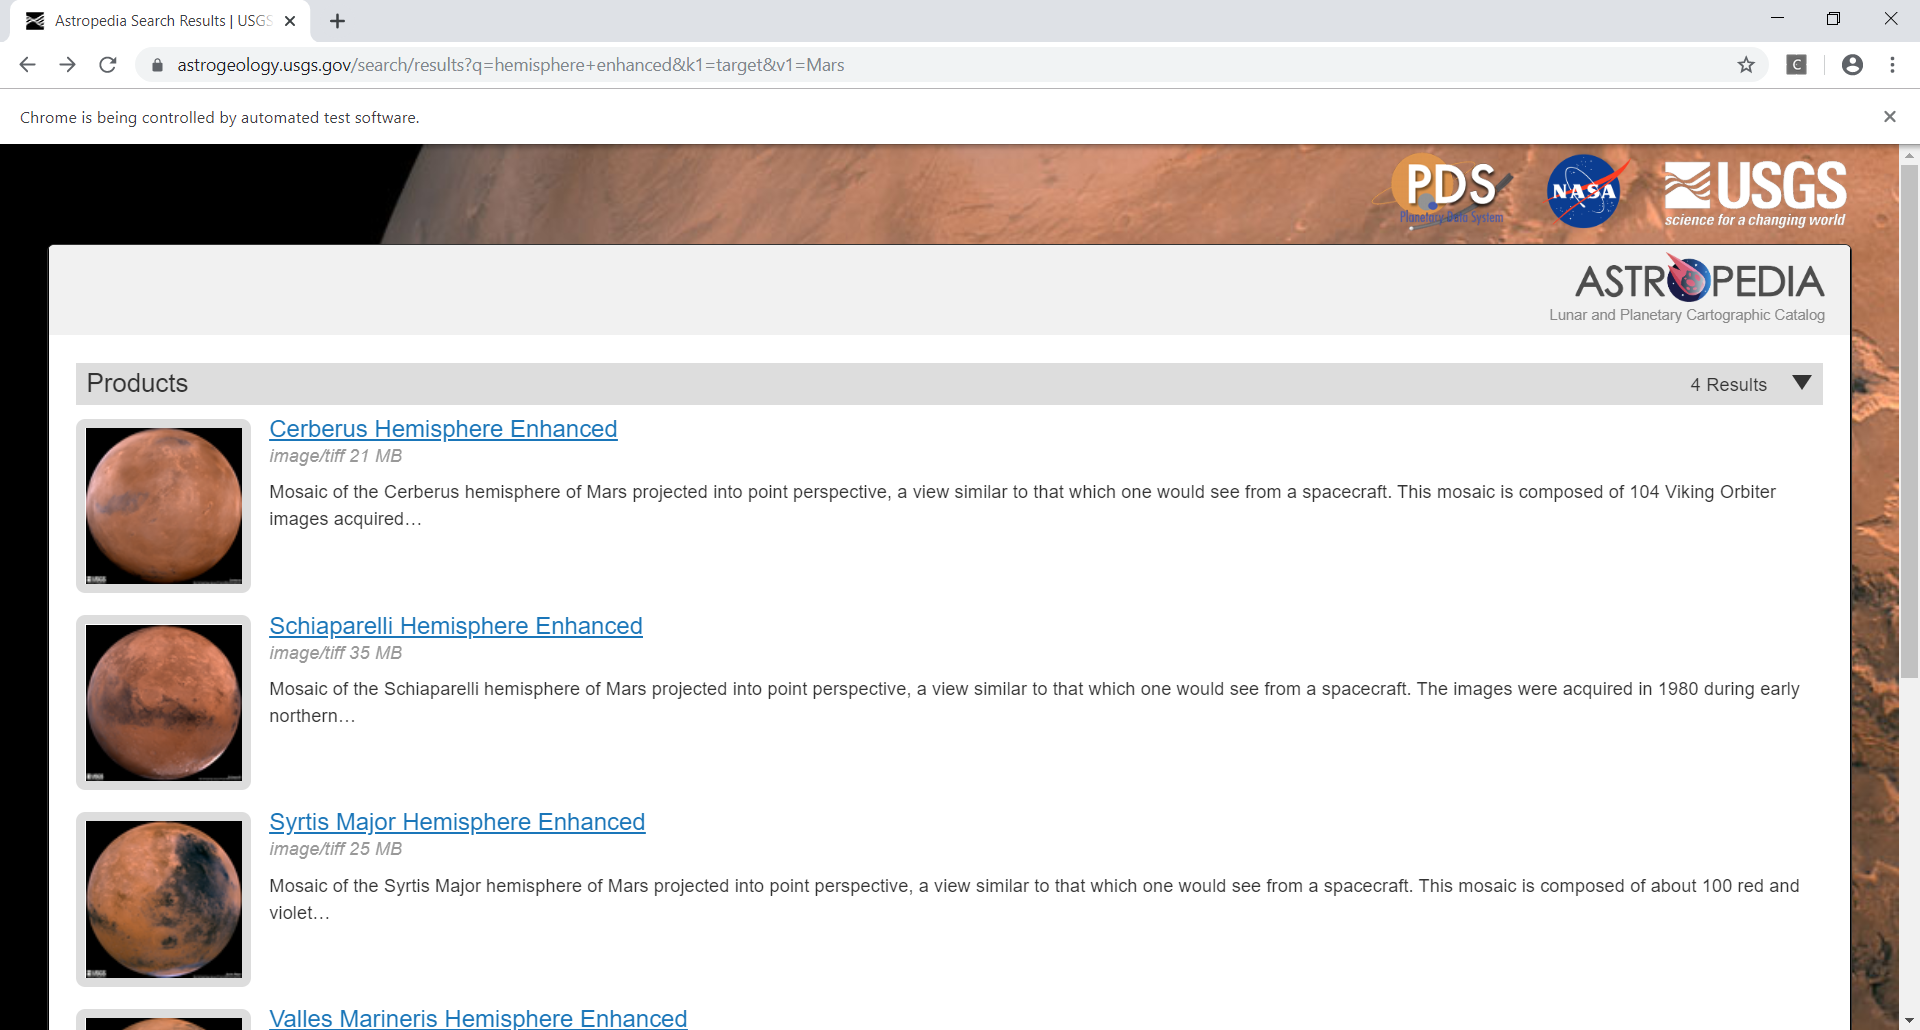 Astropedia Search Results | USGS
astrogeology.usgs.gov/search/results?q=hemisphere+enhanced&k1=target&v1=Mars
C
Chrome is being controlled by automated test software.
PDS
Planetary Data System
NASA
USGS
science for a changing world
ASTROPEDIA
Lunar and Planetary Cartographic Catalog
Products
4 Results
Cerberus Hemisphere Enhanced
image/tiff 21 MB
Mosaic of the Cerberus hemisphere of Mars projected into point perspective, a view similar to that which one would see from a spacecraft. This mosaic is composed of 104 Viking Orbiter
images acquired…
USGS
Schiaparelli Hemisphere Enhanced
image/tiff 35 MB
Mosaic of the Schiaparelli hemisphere of Mars projected into point perspective, a view similar to that which one would see from a spacecraft. The images were acquired in 1980 during early
northern…
USGS
Syrtis Major Hemisphere Enhanced
image/tiff 25 MB
Mosaic of the Syrtis Major hemisphere of Mars projected into point perspective, a view similar to that which one would see from a spacecraft. This mosaic is composed of about 100 red and
violet…
USGS
Valles Marineris Hemisphere Enhanced